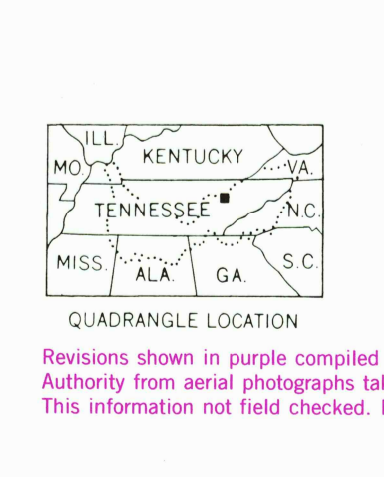 ILL.
KENTUCKY
MO.
VA.
TENNESSEE
N.C.
MISS.
ALA.
GA.
S.C.
QUADRANGLE LOCATION
Revisions shown in purple compiled
Authority from aerial photographs
This information not field checked.